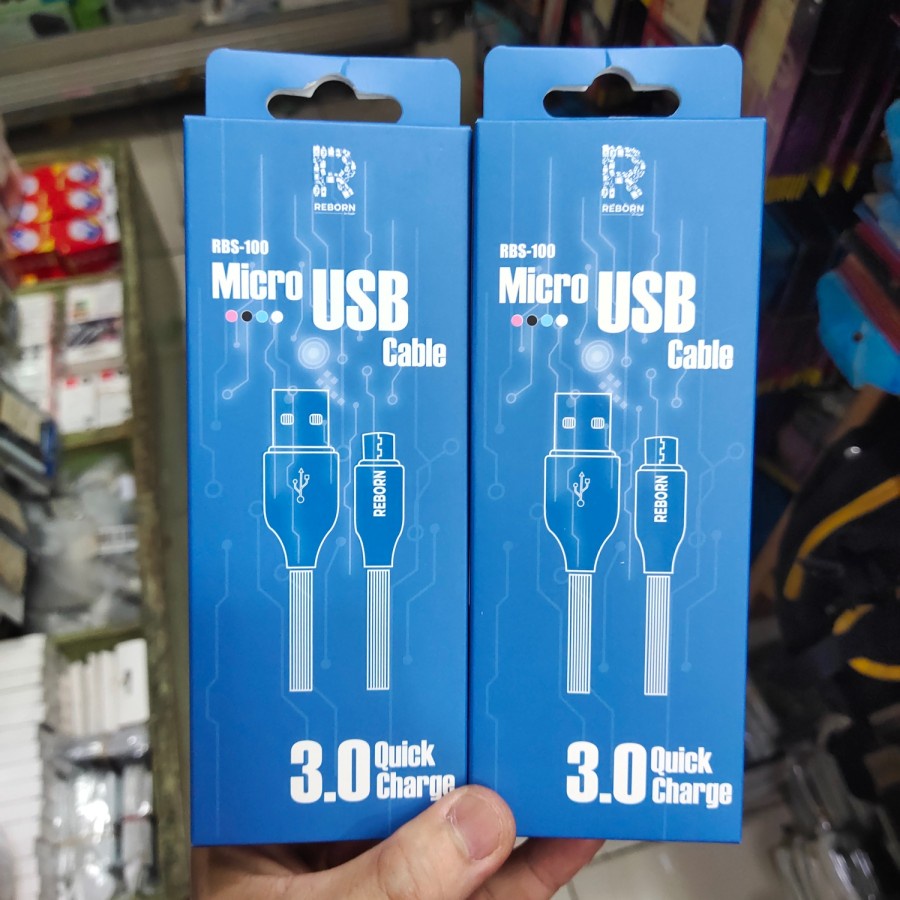 REBORN
RBS-100
Micro USB
Cable
REBORN
3.0 Quick
Charge
REBORN
RBS-100
Micro USB
Cable
REBORN
3.0 Quick
Charge